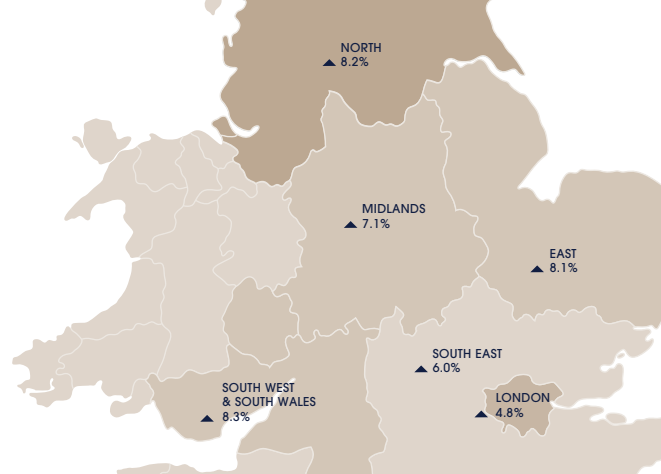 NORTH
8.2%
MIDLANDS
7.1%
EAST
8.1%
SOUTH EAST
6.0%
SOUTH WEST
& SOUTH WALES
8.3%
LONDON
4.8%